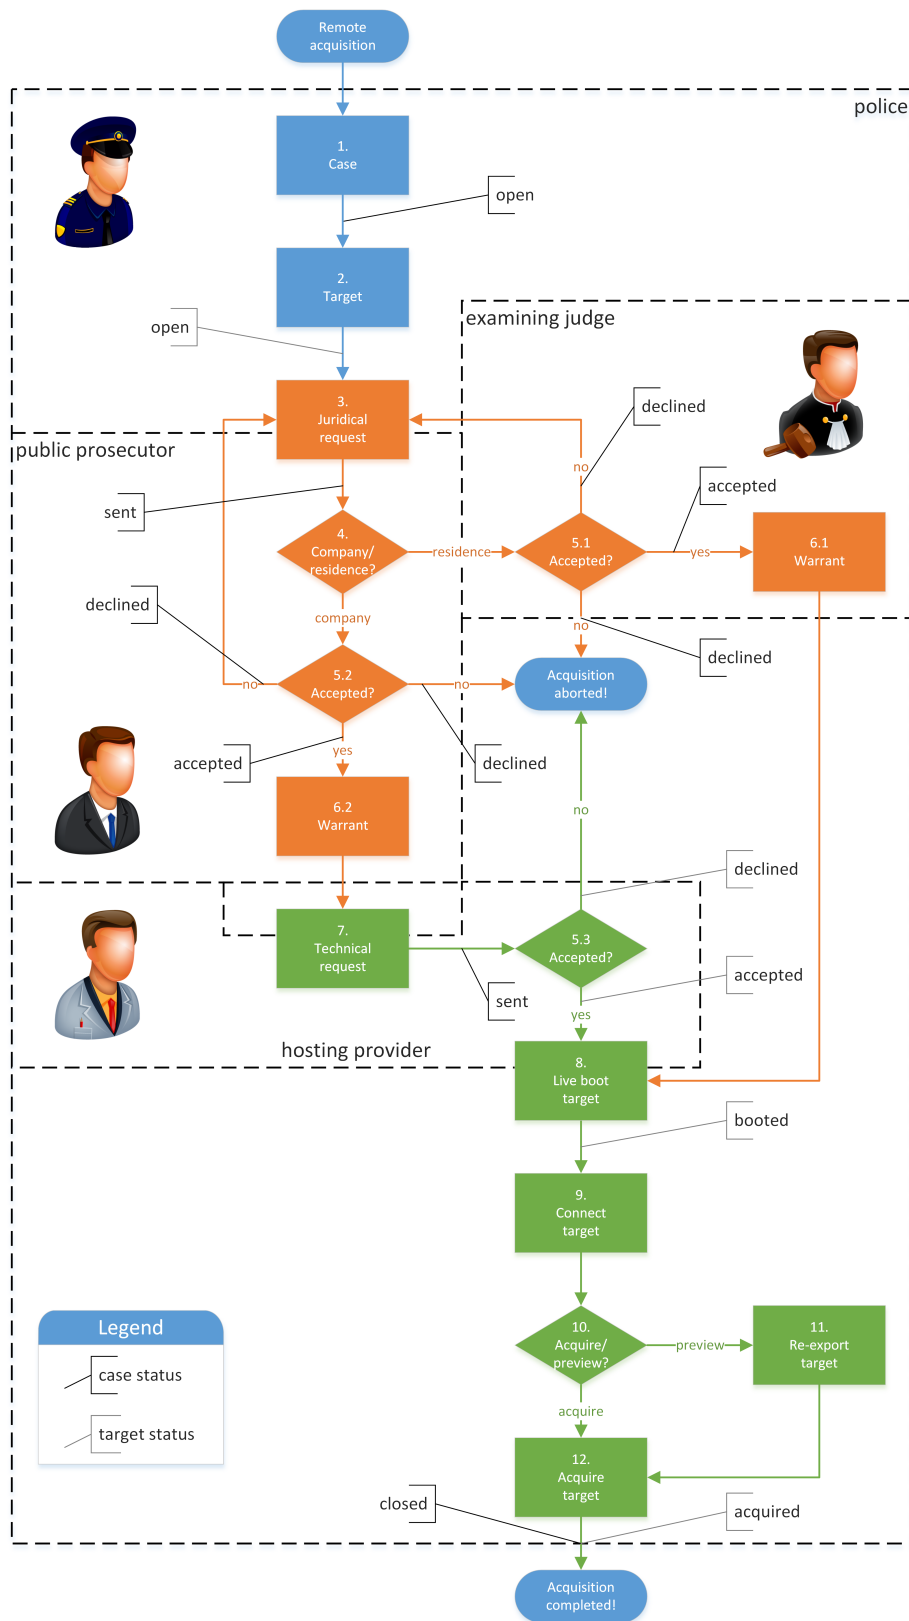 Remote
acquisition
police
1.
Case
open
2.
Target
open
examining judge
3.
Juridical
request
declined
public prosecutor
no
accepted
sent
4.
Company/
residence?
residence
5.1
Accepted?
yes
6.1
Warrant
declined
company
no
declined
5.2
Accepted?
no
no
Acquisition
aborted!
accepted
yes
declined
6.2
Warrant
no
declined
7.
Technical
request
5.3
Accepted?
accepted
sent
yes
hosting provider
8.
Live boot
target
booted
9.
Connect
target
Legend
case status
target status
10.
Acquire/
preview?
preview
11.
Re-export
target
acquire
12.
Acquire
target
closed
acquired
Acquisition
completed!